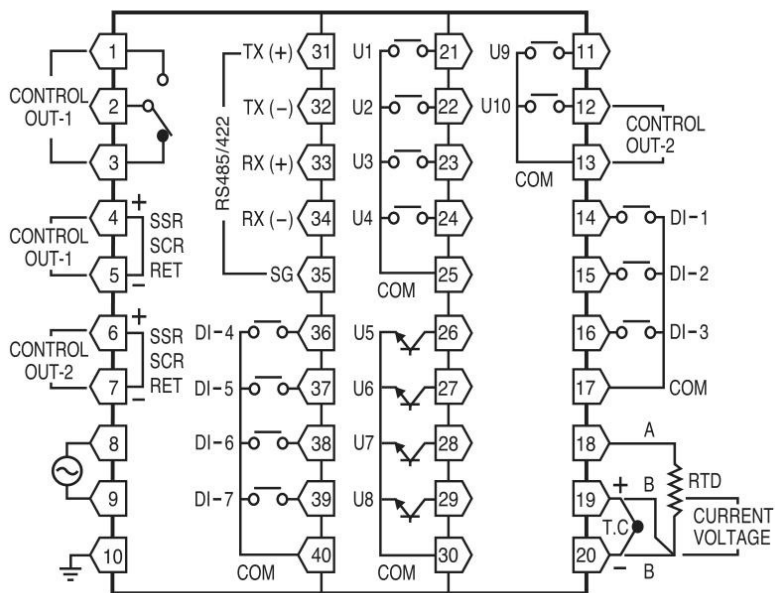 1
2
3
CONTROL
OUT-1
4
5
CONTROL
OUT-1
+
SSR
SCR
RET
−
6
7
CONTROL
OUT-2
+
SSR
SCR
RET
−
8
9
10
RS485/422
TX (+) 31
TX (−) 32
RX (+) 33
RX (−) 34
SG 35
DI-4 36
DI-5 37
DI-6 38
DI-7 39
COM 40
U1 21
U2 22
U3 23
U4 24
COM 25
U5 26
U6 27
U7 28
U8 29
COM 30
U9 11
U10 12
COM 13
CONTROL
OUT-2
14 DI-1
15 DI-2
16 DI-3
17 COM
18 A
RTD
19 + B
T.C
CURRENT
VOLTAGE
20 − B